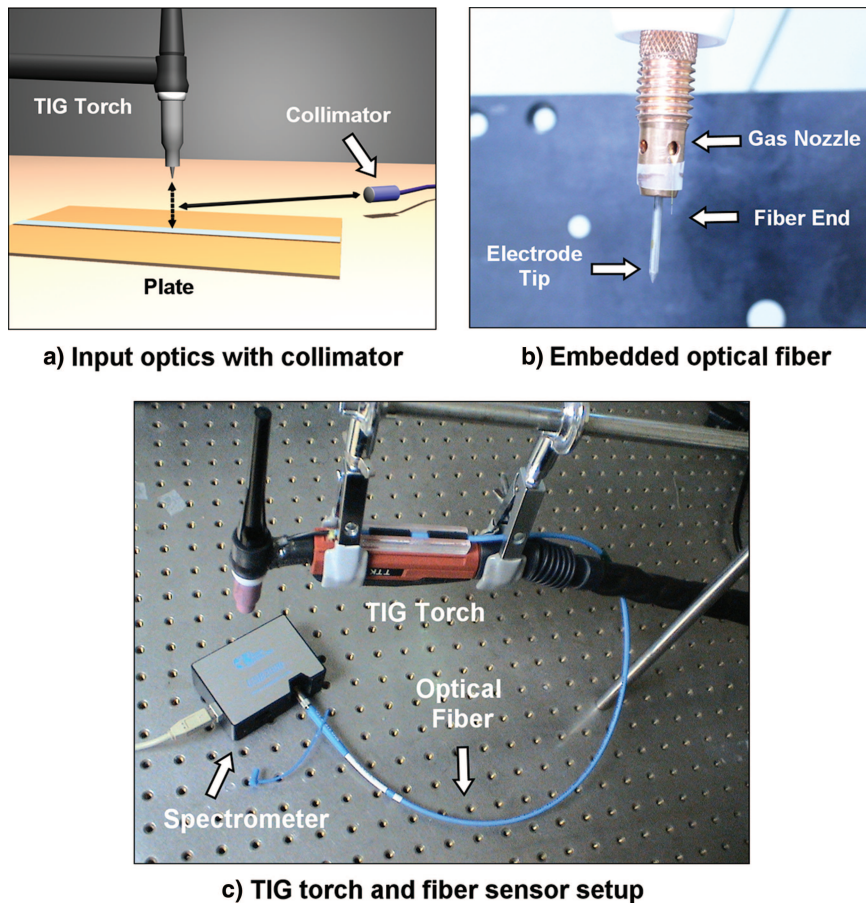 TIG Torch
Collimator
Plate
Gas Nozzle
Fiber End
Electrode
Tip
a) Input optics with collimator
b) Embedded optical fiber
TIG Torch
Optical
Fiber
Spectrometer
c) TIG torch and fiber sensor setup